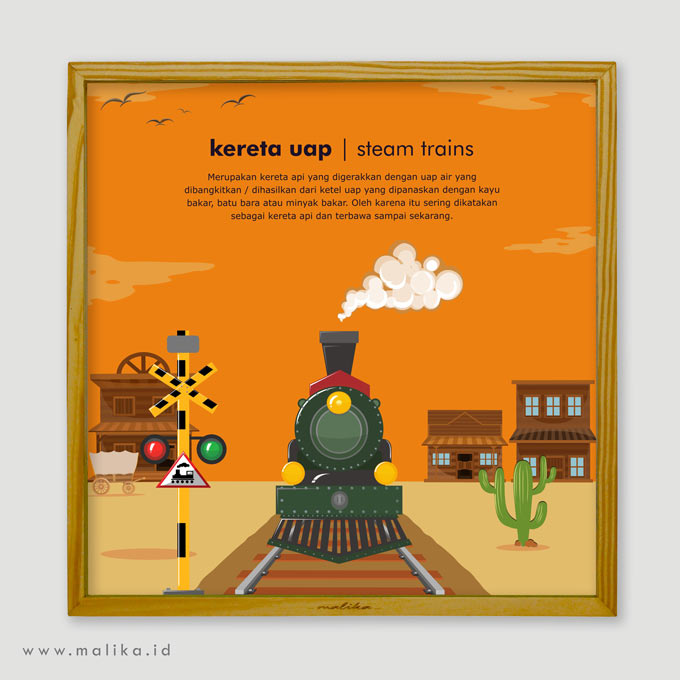 kereta uap | steam trains
Merupakan kereta api yang digerakkan dengan uap air yang
dibangkitkan / dihasilkan dari ketel uap yang dipanaskan dengan kayu
bakar, batu bara atau minyak bakar. Oleh karena itu sering dikatakan
sebagai kereta api dan terbawa sampai sekarang.
malika
www.malika.id